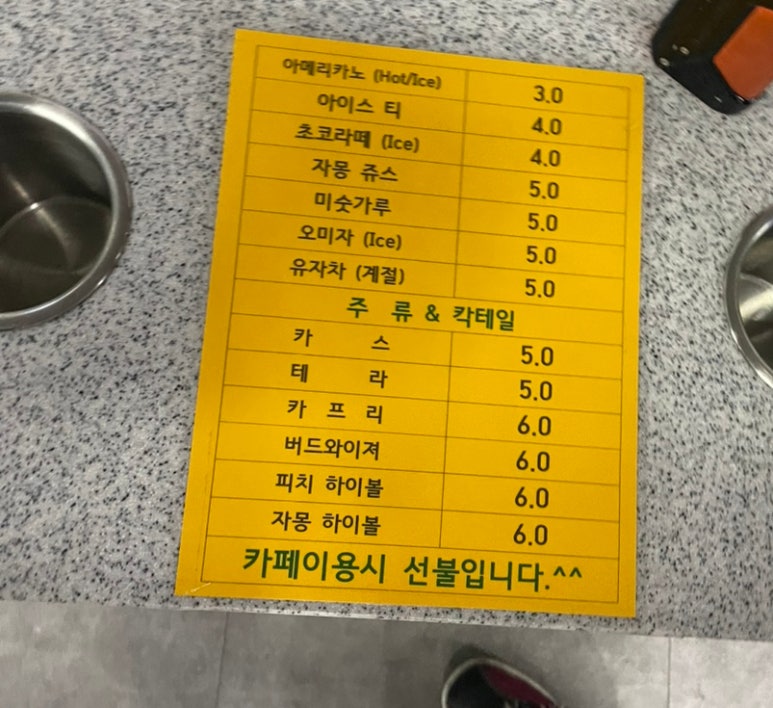 아메리카노 (Hot/Ice) 3.0
아이스 티 4.0
초코라떼 (Ice) 4.0
자몽 쥬스 5.0
미숫가루 5.0
오미자 (Ice) 5.0
유자차 (계절) 5.0
주 류 & 칵테일
카 스 5.0
테 라 5.0
카 프 리 6.0
버드와이져 6.0
피치 하이볼 6.0
자몽 하이볼 6.0
카페이용시 선불입니다.^^